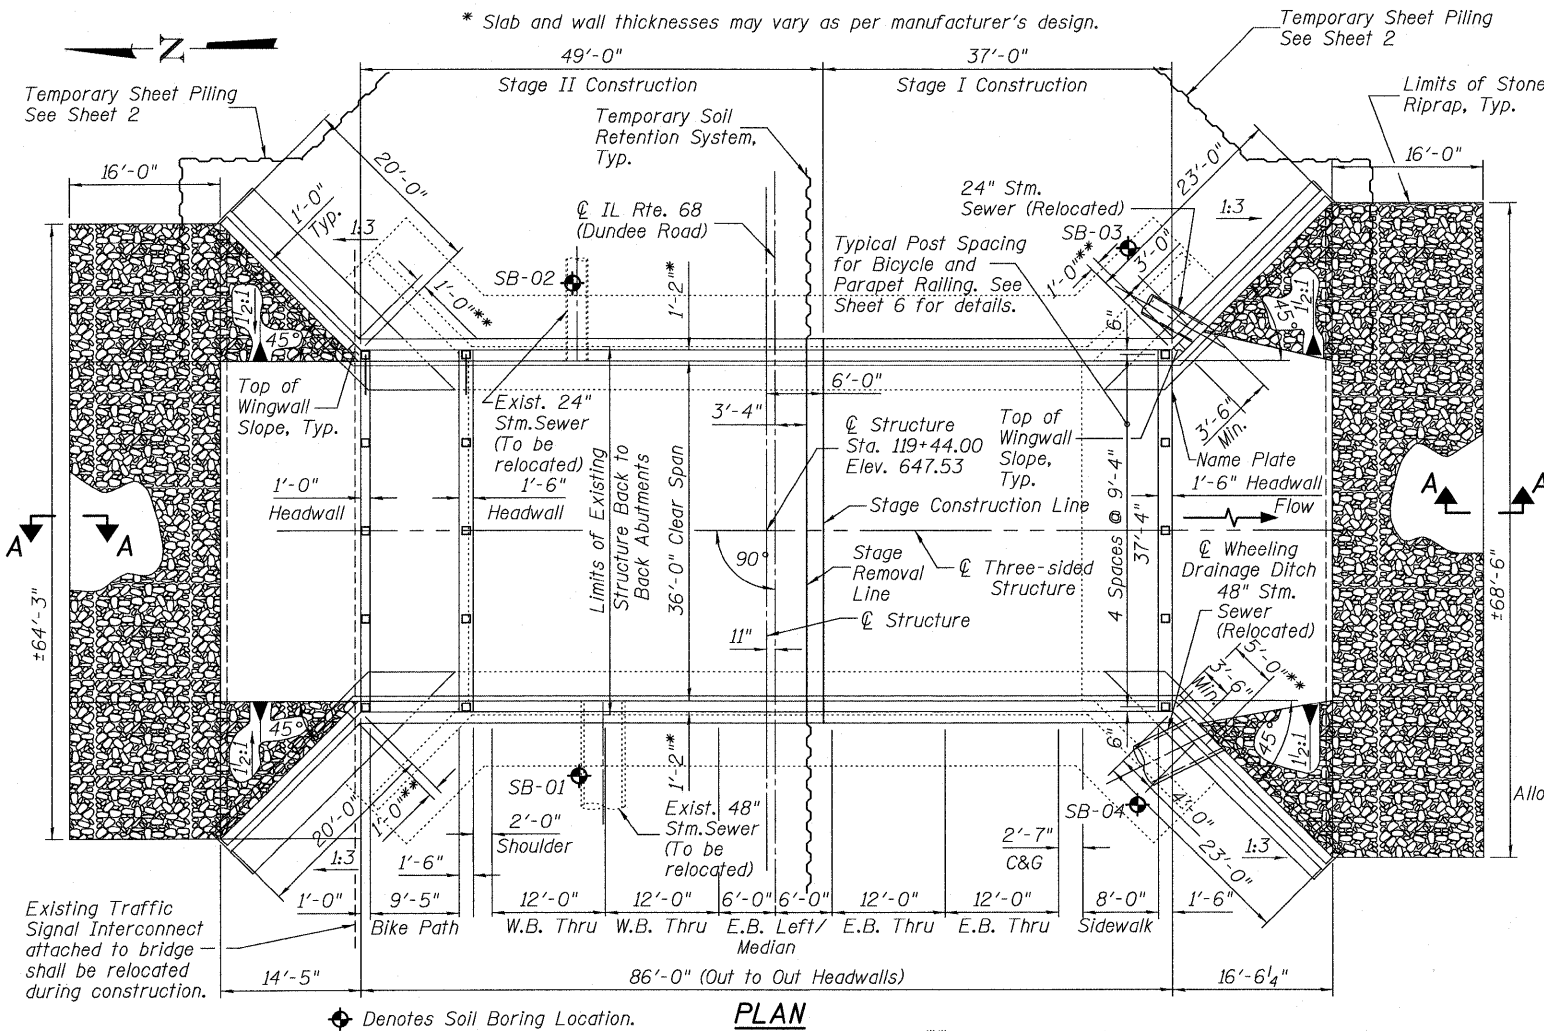 * Slab and wall thicknesses may vary as per manufacturer's design.
Temporary Sheet Piling
See Sheet 2
N
49'-0"
37'-0"
Stage II Construction
Stage I Construction
Temporary Sheet Piling
See Sheet 2
Limits of Stone
Riprap, Typ.
Temporary Soil
Retention System,
Typ.
16'-0"
20'-0"
1'-0"
Typ.
1:3
℄ IL Rte. 68
(Dundee Road)
24" Stm.
Sewer (Relocated)
SB-03
23'-0"
1:3
16'-0"
SB-02
1'-0"**
1'-2"*
Typical Post Spacing
for Bicycle and
Parapet Railing. See
Sheet 6 for details.
1'-0"**
3'-0"
6"
1½:1
45°
45°
1½:1
Top of
Wingwall
Slope, Typ.
Exist. 24"
Stm.Sewer
(To be
relocated)
6'-0"
3'-4"
℄ Structure
Sta. 119+44.00
Elev. 647.53
Top of
Wingwall
Slope,
Typ.
3'-6"
Min.
Name Plate
1'-0"
Headwall
1'-6"
Headwall
Limits of Existing
Structure Back to
Back Abutments
36'-0" Clear Span
Stage Construction Line
4 Spaces @ 9'-4"
37'-4"
1'-6" Headwall
Flow
A
A
A
A
90°
Stage
Removal
Line
℄ Three-sided
Structure
℄ Wheeling
Drainage Ditch
℄ Structure
11"
48" Stm.
Sewer
(Relocated)
±64'-3"
±68'-6"
5'-0"**
3'-6"
Min.
1½:1
45°
45°
1½:1
6"
SB-01
1'-2"*
Exist. 48"
Stm.Sewer
(To be
relocated)
SB-04
4'-0"
23'-0"
1:3
Allo
20'-0"
1'-0"**
1:3
2'-0"
Shoulder
1'-6"
2'-7"
C&G
1'-0"
9'-5"
12'-0"
12'-0"
6'-0"
6'-0"
12'-0"
12'-0"
8'-0"
1'-6"
Bike Path
W.B. Thru
W.B. Thru
E.B. Left/
Median
E.B. Thru
E.B. Thru
Sidewalk
Existing Traffic
Signal Interconnect
attached to bridge
shall be relocated
during construction.
14'-5"
86'-0" (Out to Out Headwalls)
16'-6¼"
Denotes Soil Boring Location.
PLAN